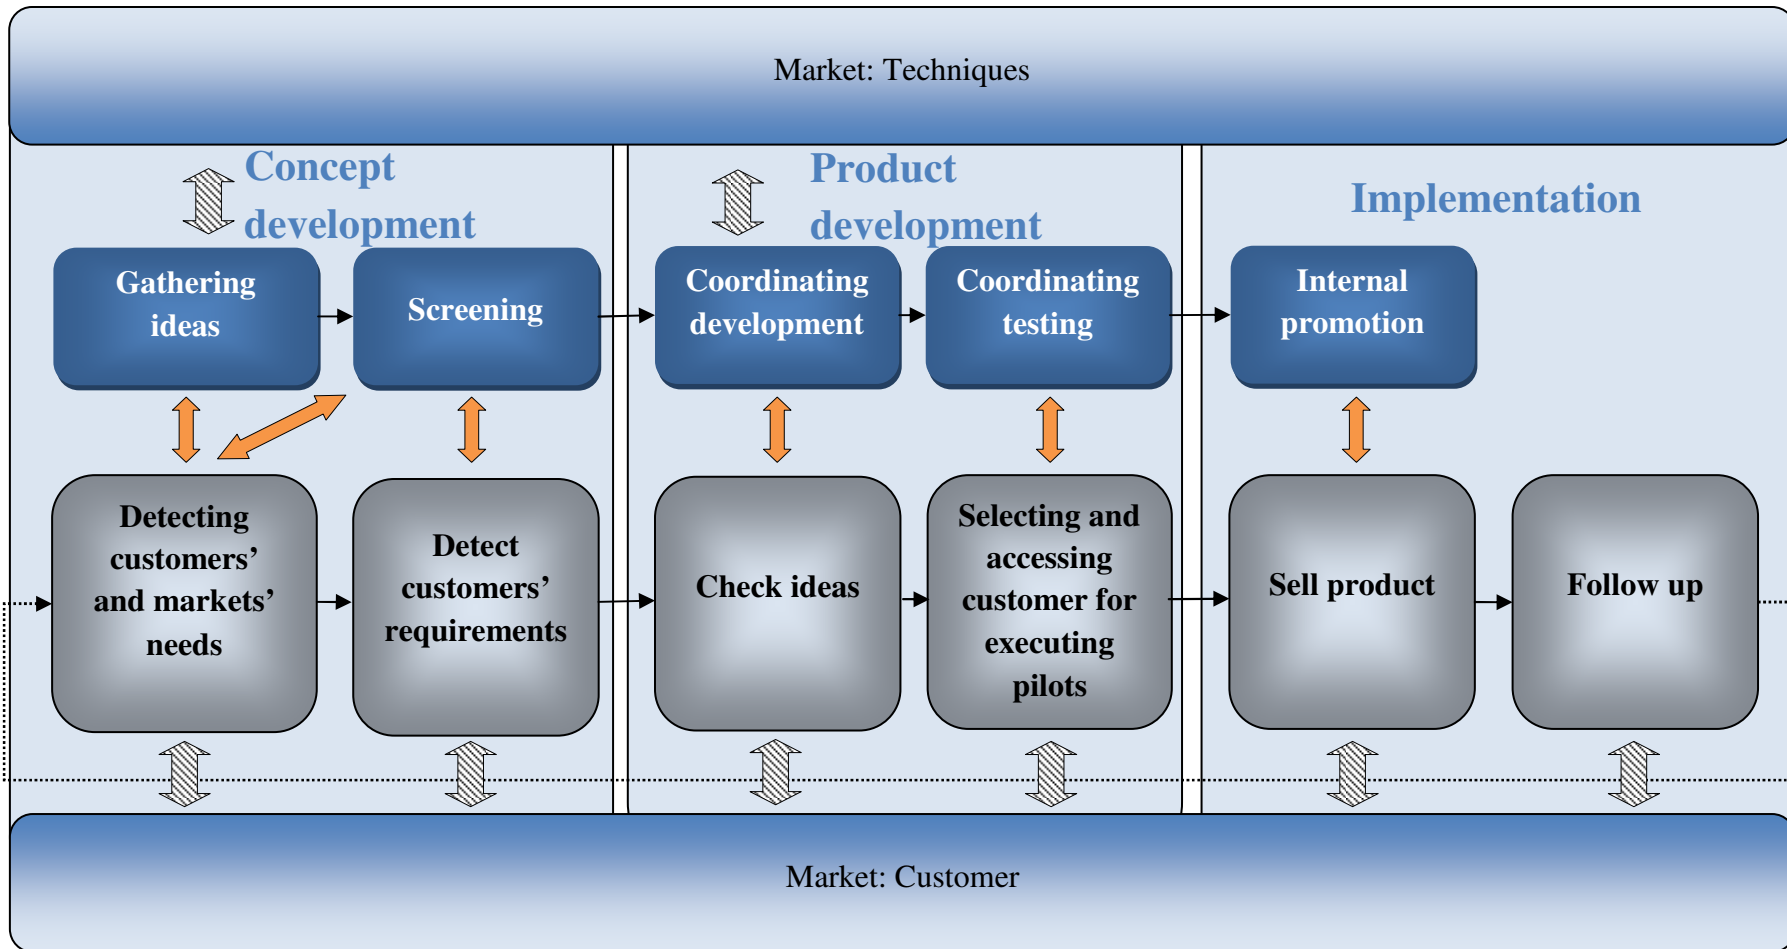 Market: Techniques
Concept
development
Product
development
Implementation
Gathering
ideas
Screening
Coordinating
development
Coordinating
testing
Internal
promotion
Detecting
customers’
and markets’
needs
Detect
customers’
requirements
Check ideas
Selecting and
accessing
customer for
executing
pilots
Sell product
Follow up
Market: Customer